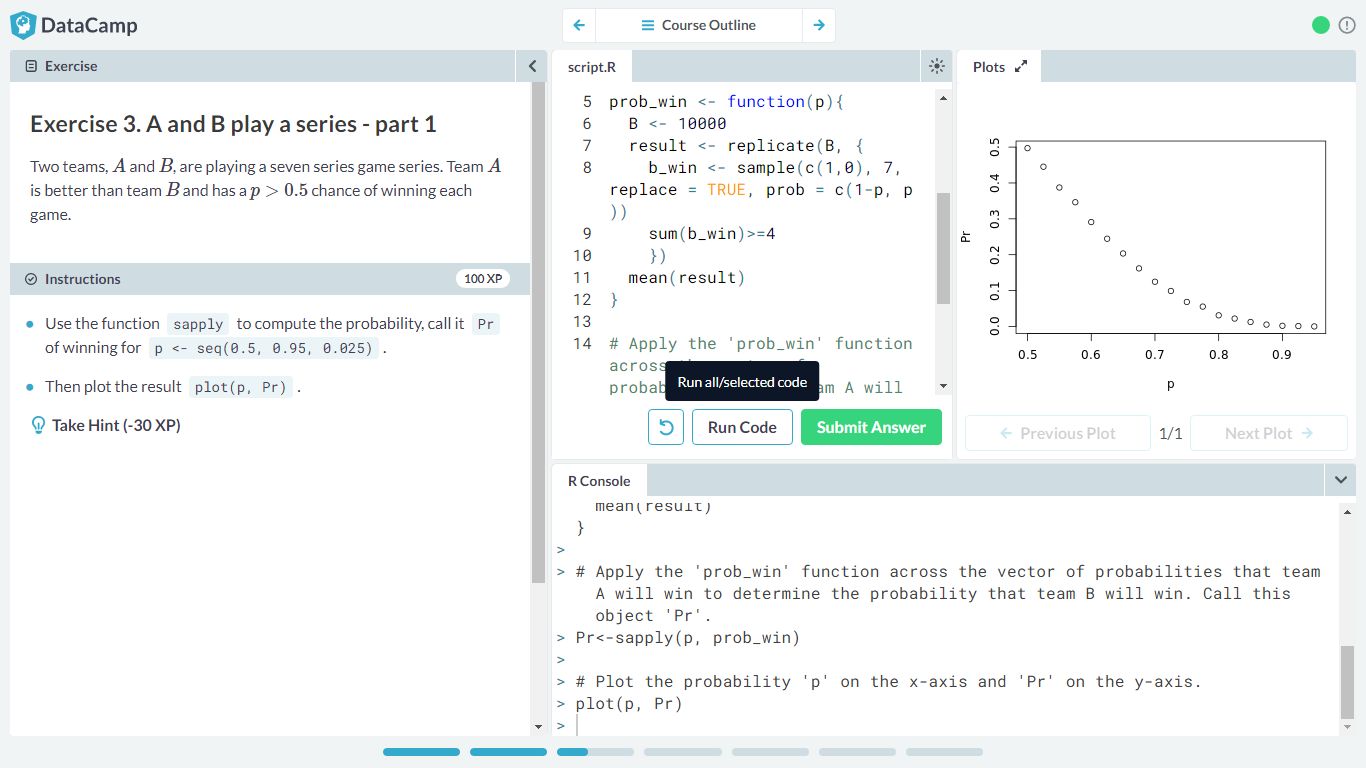 DataCamp
Course Outline
Exercise
Exercise 3. A and B play a series - part 1
Two teams, A and B, are playing a seven series game series. Team A
is better than team B and has a p > 0.5 chance of winning each
game.
Instructions
100 XP
Use the function sapply to compute the probability, call it Pr
of winning for p <- seq(0.5, 0.95, 0.025) .
Then plot the result plot(p, Pr) .
Take Hint (-30 XP)
script.R
5 prob_win <- function(p){
6 B <- 10000
7 result <- replicate(B, {
8 b_win <- sample(c(1,0), 7,
replace = TRUE, prob = c(1-p, p
))
9 sum(b_win)>=4
10 })
11 mean(result)
12 }
13
14 # Apply the 'prob_win' function
across
probab am A will
Run all/selected code
Run Code
Submit Answer
Plots
0.5
0.4
0.3
0.2
0.1
0.0
Pr
0.5 0.6 0.7 0.8 0.9
p
Previous Plot
1/1
Next Plot
R Console
mean(result)
}
>
> # Apply the 'prob_win' function across the vector of probabilities that team
A will win to determine the probability that team B will win. Call this
object 'Pr'.
> Pr<-sapply(p, prob_win)
>
> # Plot the probability 'p' on the x-axis and 'Pr' on the y-axis.
> plot(p, Pr)
>